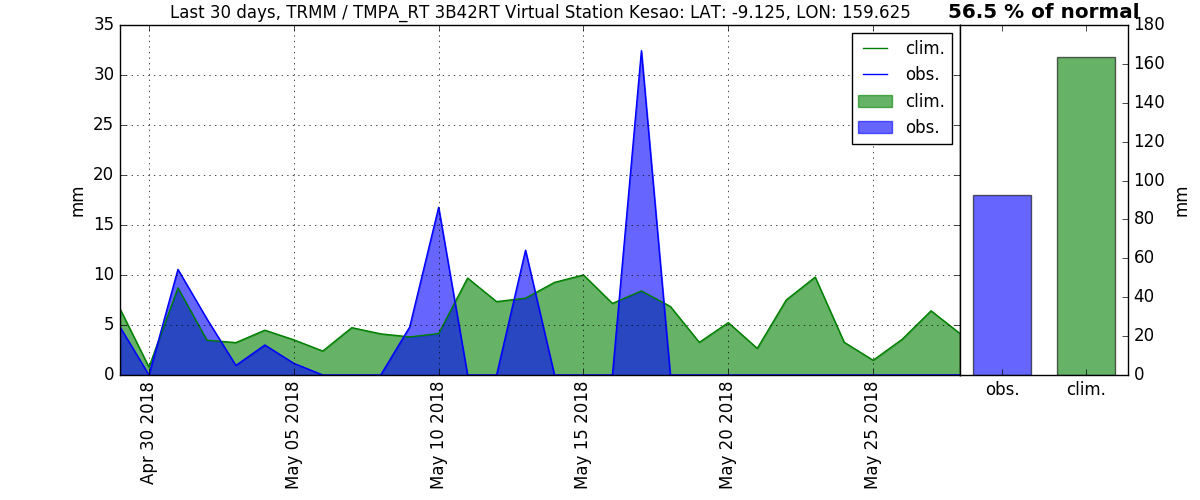 Last 30 days, TRMM / TMPA_RT 3B42RT Virtual Station Kesao: LAT: -9.125, LON: 159.625
56.5 % of normal
35
30
25
20
15
10
5
0
mm
clim.
obs.
clim.
obs.
Apr 30 2018
May 05 2018
May 10 2018
May 15 2018
May 20 2018
May 25 2018
180
160
140
120
100
80
60
40
20
0
mm
obs.
clim.